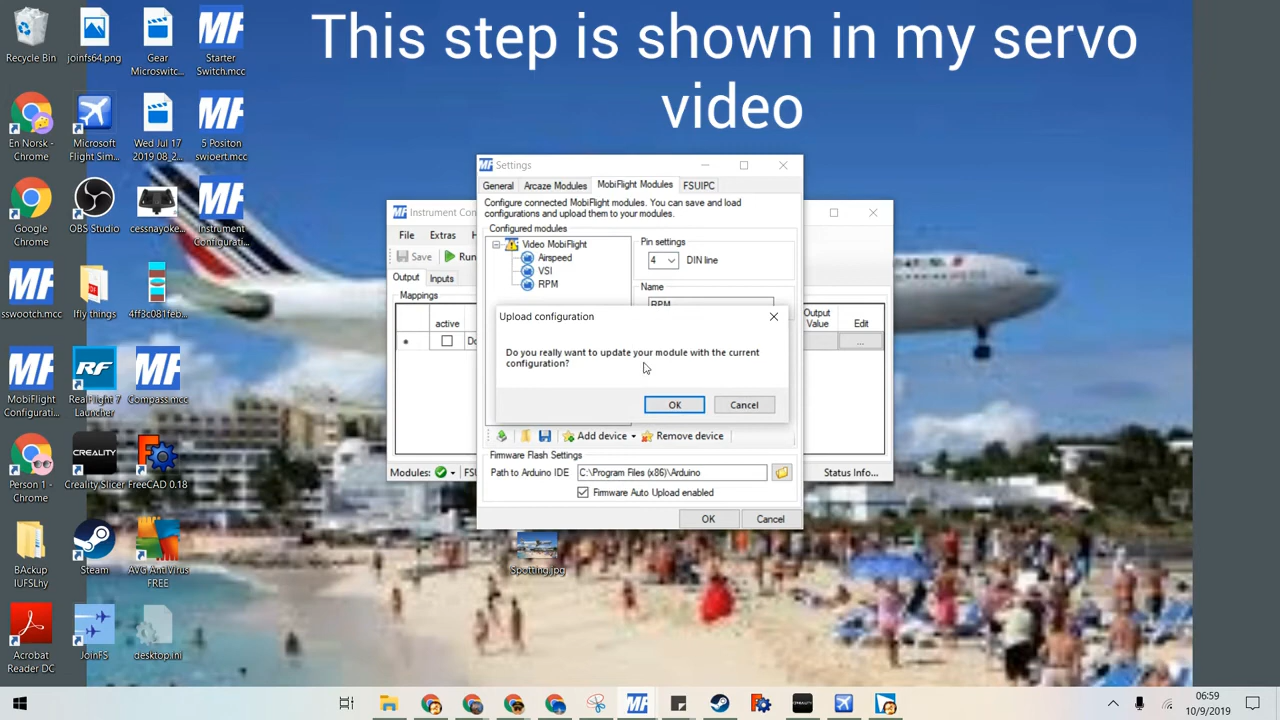 This step is shown in my servo
video
Recycle Bin
joinfs64.png
Gear
Microswitc...
Starter
Switch.mcc
En Norsk -
Chrome
Microsoft
Flight Sim...
Wed Jul 17
2019 08_2...
5 Positon
swioert.mcc
Google
Chrome
OBS Studio
cessnayoke...
Instrument
Configurati...
sswootch.mcc
Ifly things
4ff3c081feb...
MobiFlight
Configurati...
RealFlight 7
Launcher
Compass.mcc
Person 1 -
Chrome
Creality Slicer
FreeCAD 0.18
BAckup
IUFSLhy
Steam
AVG AntiVirus
FREE
Acrobat
Reader DC
JoinFS
desktop.ini
Spotting.jpg
Instrument Con
File
Extras
H
Save
Run
Output
Inputs
Mappings
active
Output
Value
Edit
...
Modules:
FSU
Status Info...
MF Settings
General
Arcaze Modules
MobiFlight Modules
FSUIPC
Configure connected MobiFlight modules. You can save and load
configurations and upload them to your modules.
Configured modules
Video MobiFlight
Airspeed
VSI
RPM
Pin settings
4
DIN line
Name
RPM
Upload configuration
Do you really want to update your module with the current
configuration?
OK
Cancel
Add device
Remove device
Firmware Flash Settings
Path to Arduino IDE
C:\Program Files (x86)\Arduino
Firmware Auto Upload enabled
OK
Cancel
06:59
10/9/2019